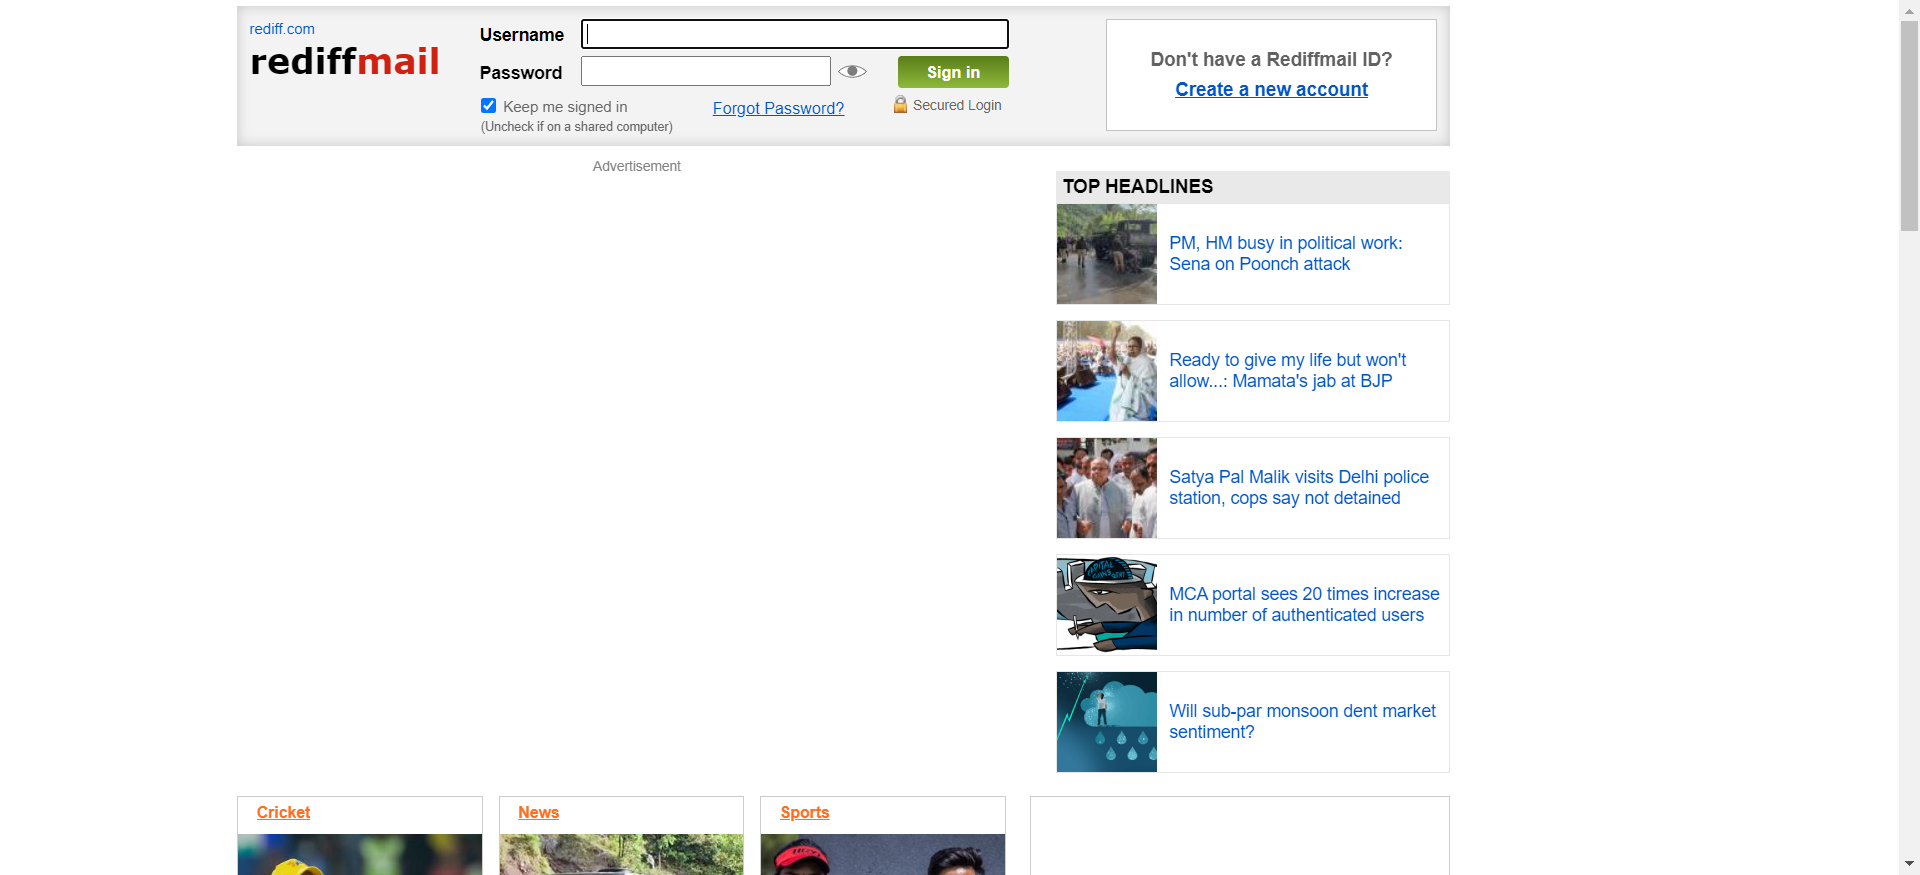 rediff.com
rediffmail
Username
Password
Sign in
Keep me signed in
(Uncheck if on a shared computer)
Forgot Password?
Secured Login
Don't have a Rediffmail ID?
Create a new account
Advertisement
TOP HEADLINES
PM, HM busy in political work:
Sena on Poonch attack
Ready to give my life but won't
allow...: Mamata's jab at BJP
Satya Pal Malik visits Delhi police
station, cops say not detained
MCA portal sees 20 times increase
in number of authenticated users
Will sub-par monsoon dent market
sentiment?
Cricket
News
Sports